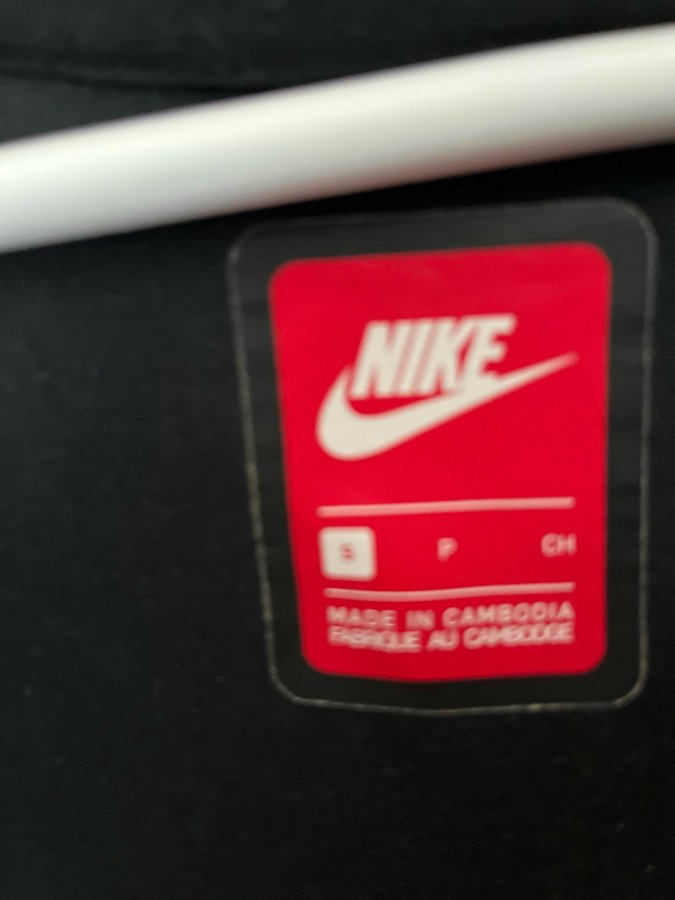 NIKE
S P CH
MADE IN CAMBODIA
FABRIQUE AU CAMBODGE